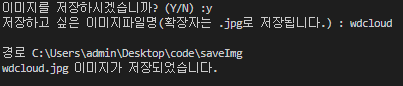 이미지를 저장하시겠습니까? (Y/N) :y
저장하고 싶은 이미지파일명(확장자는 .jpg로 저장됩니다.) : wdcloud
경로 C:\Users\admin\Desktop\code\saveImg
wdcloud.jpg 이미지가 저장되었습니다.